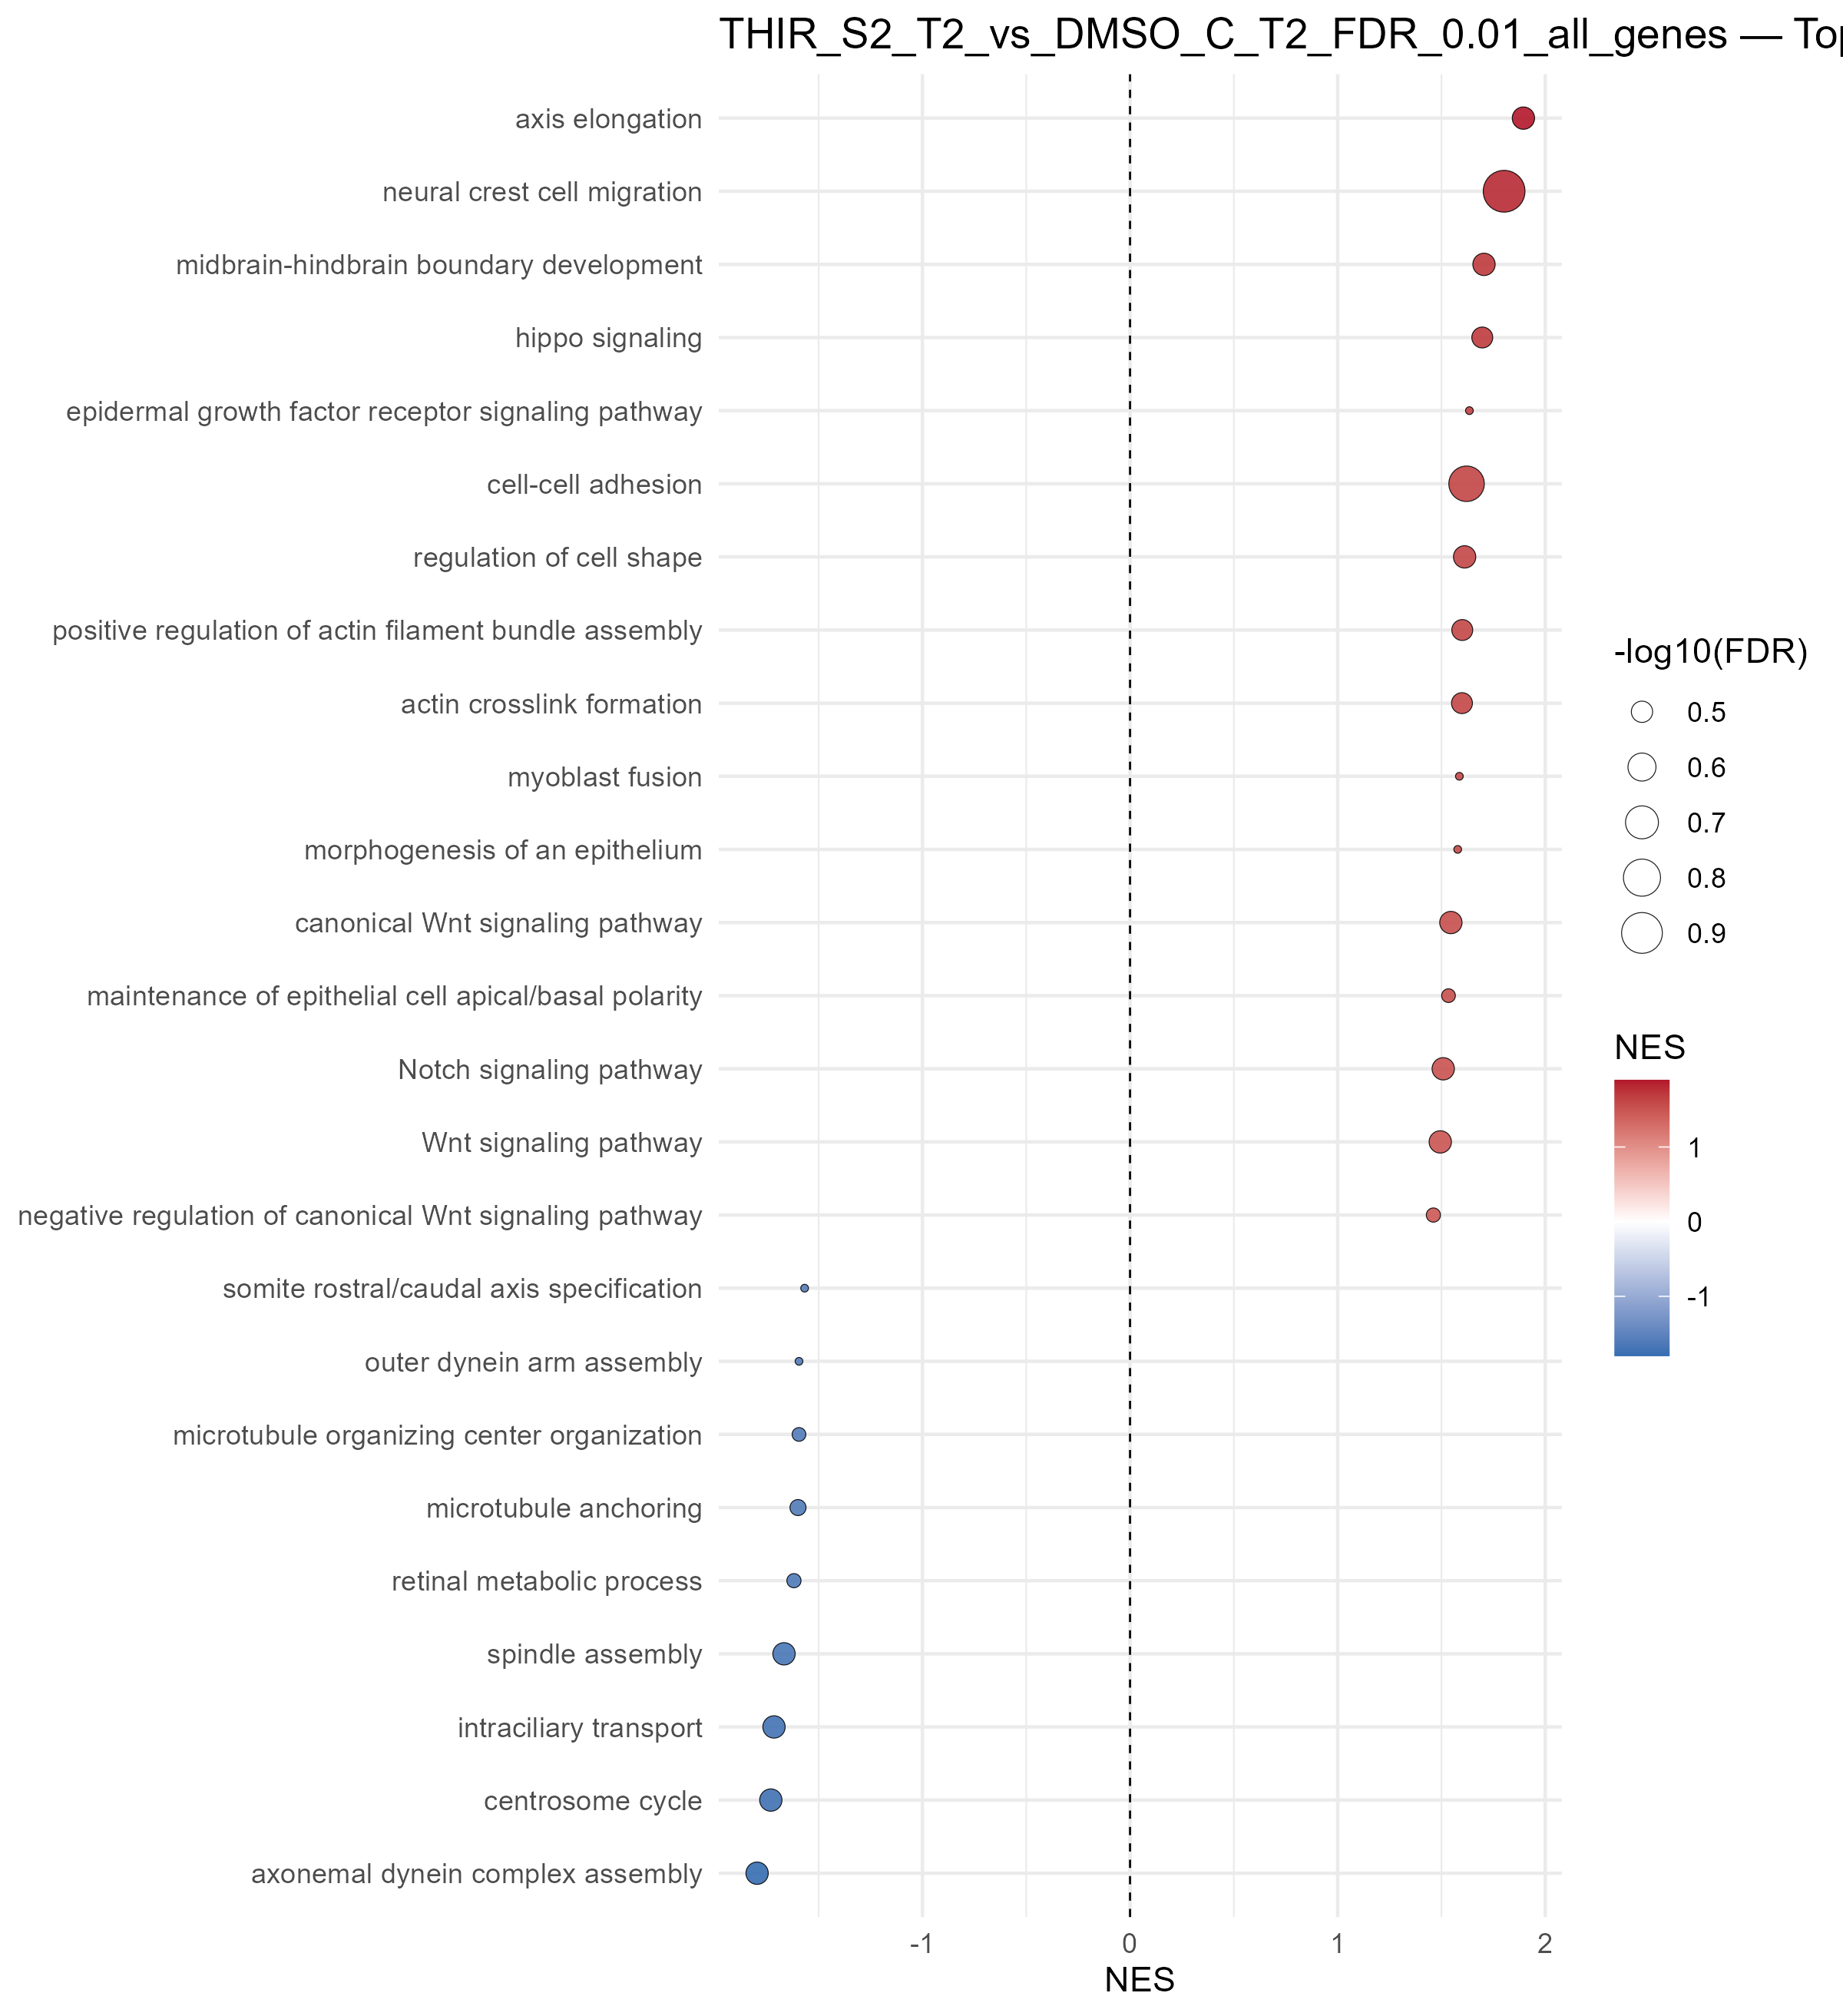 THIR_S2_T2_vs_DMSO_C_T2_FDR_0.01_all_genes — Top
axis elongation
neural crest cell migration
midbrain-hindbrain boundary development
hippo signaling
epidermal growth factor receptor signaling pathway
cell-cell adhesion
regulation of cell shape
positive regulation of actin filament bundle assembly
actin crosslink formation
myoblast fusion
morphogenesis of an epithelium
canonical Wnt signaling pathway
maintenance of epithelial cell apical/basal polarity
Notch signaling pathway
Wnt signaling pathway
negative regulation of canonical Wnt signaling pathway
somite rostral/caudal axis specification
outer dynein arm assembly
microtubule organizing center organization
microtubule anchoring
retinal metabolic process
spindle assembly
intraciliary transport
centrosome cycle
axonemal dynein complex assembly
-1 0 1 2
NES
-log10(FDR)
0.5
0.6
0.7
0.8
0.9
NES
1
0
-1